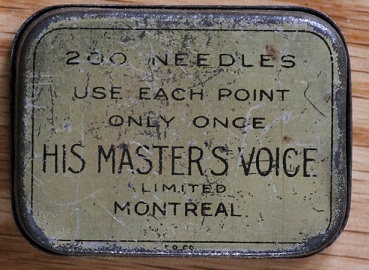 200 NEEDLES
USE EACH POINT
ONLY ONCE
HIS MASTER'S VOICE
LIMITED
MONTREAL.